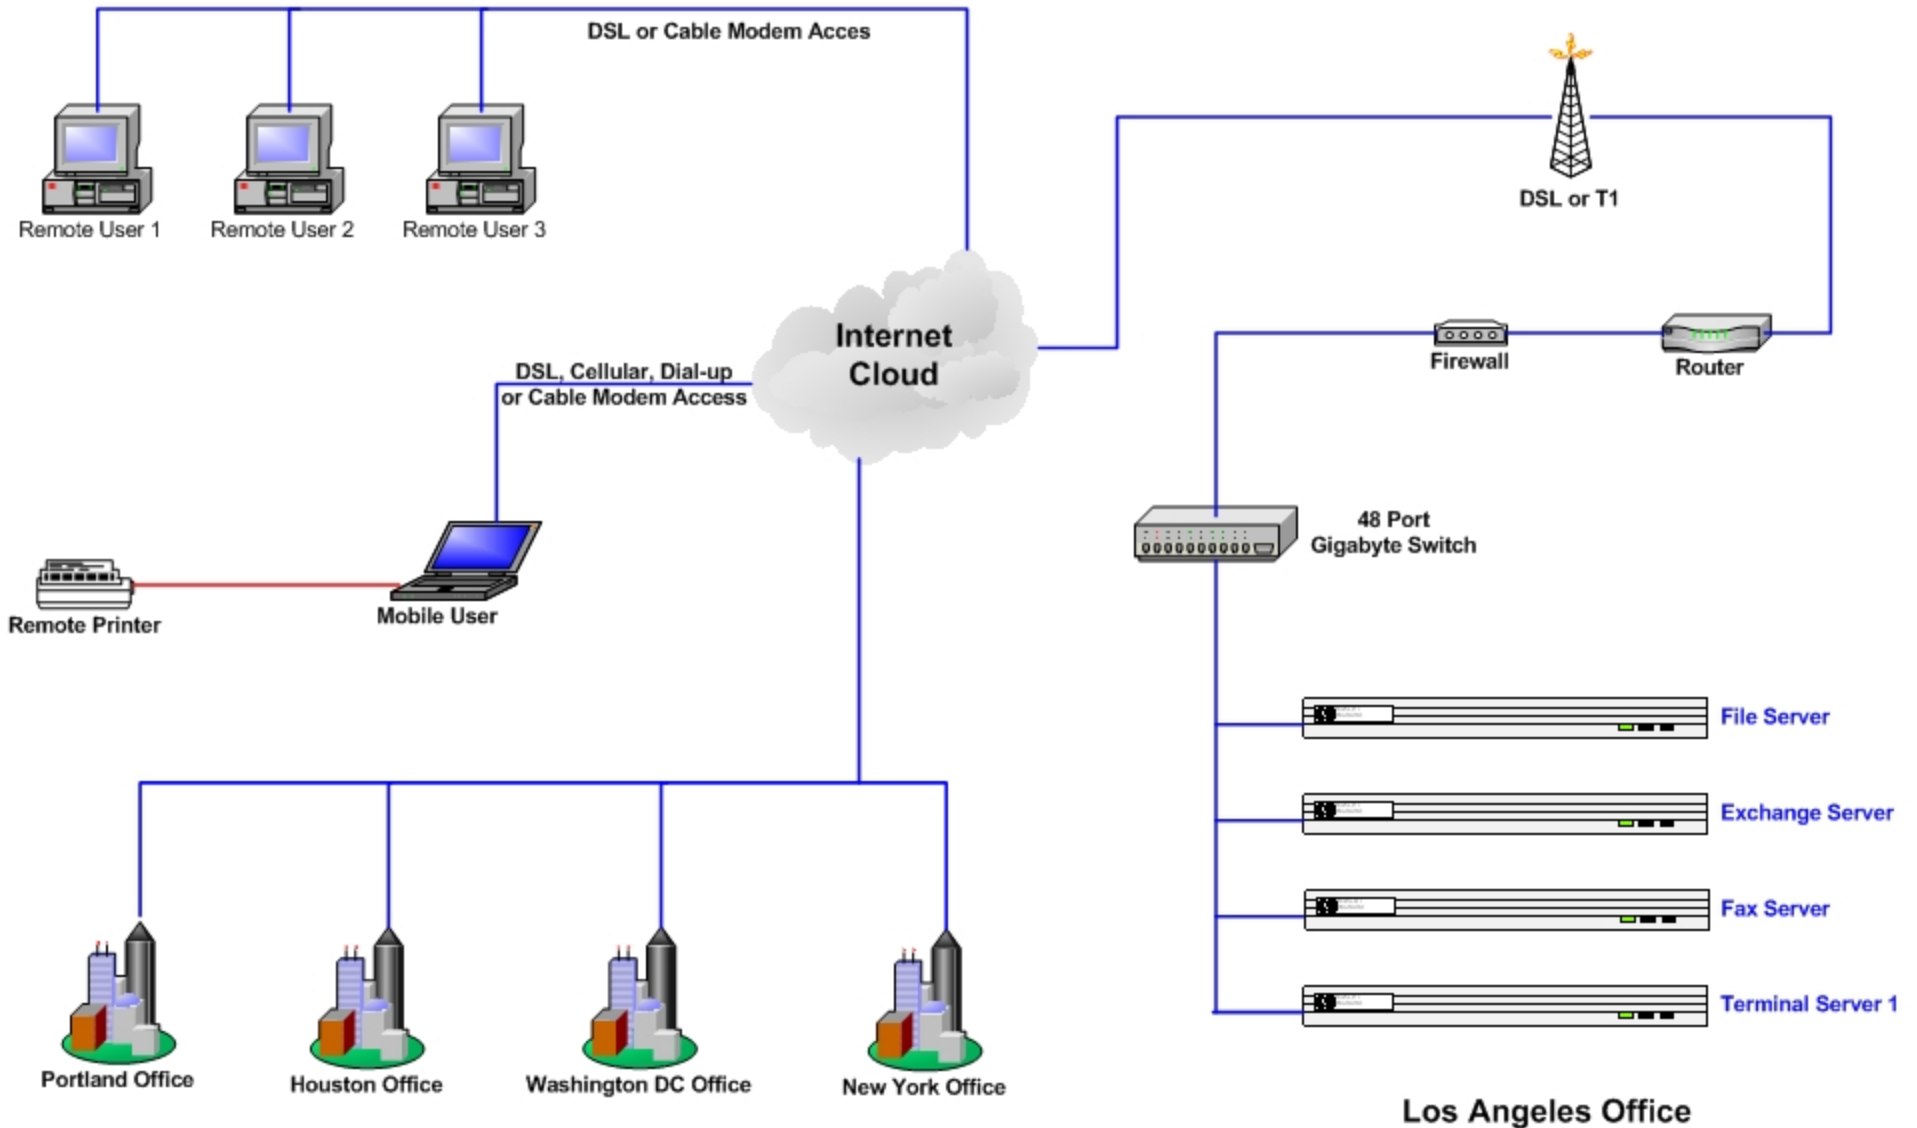 DSL or Cable Modem Acces
DSL or T1
Remote User 1
Remote User 2
Remote User 3
Internet
Cloud
Firewall
Router
DSL, Cellular, Dial-up
or Cable Modem Access
48 Port
Gigabyte Switch
Mobile User
Remote Printer
File Server
Exchange Server
Fax Server
Terminal Server 1
Portland Office
Houston Office
Washington DC Office
New York Office
Los Angeles Office